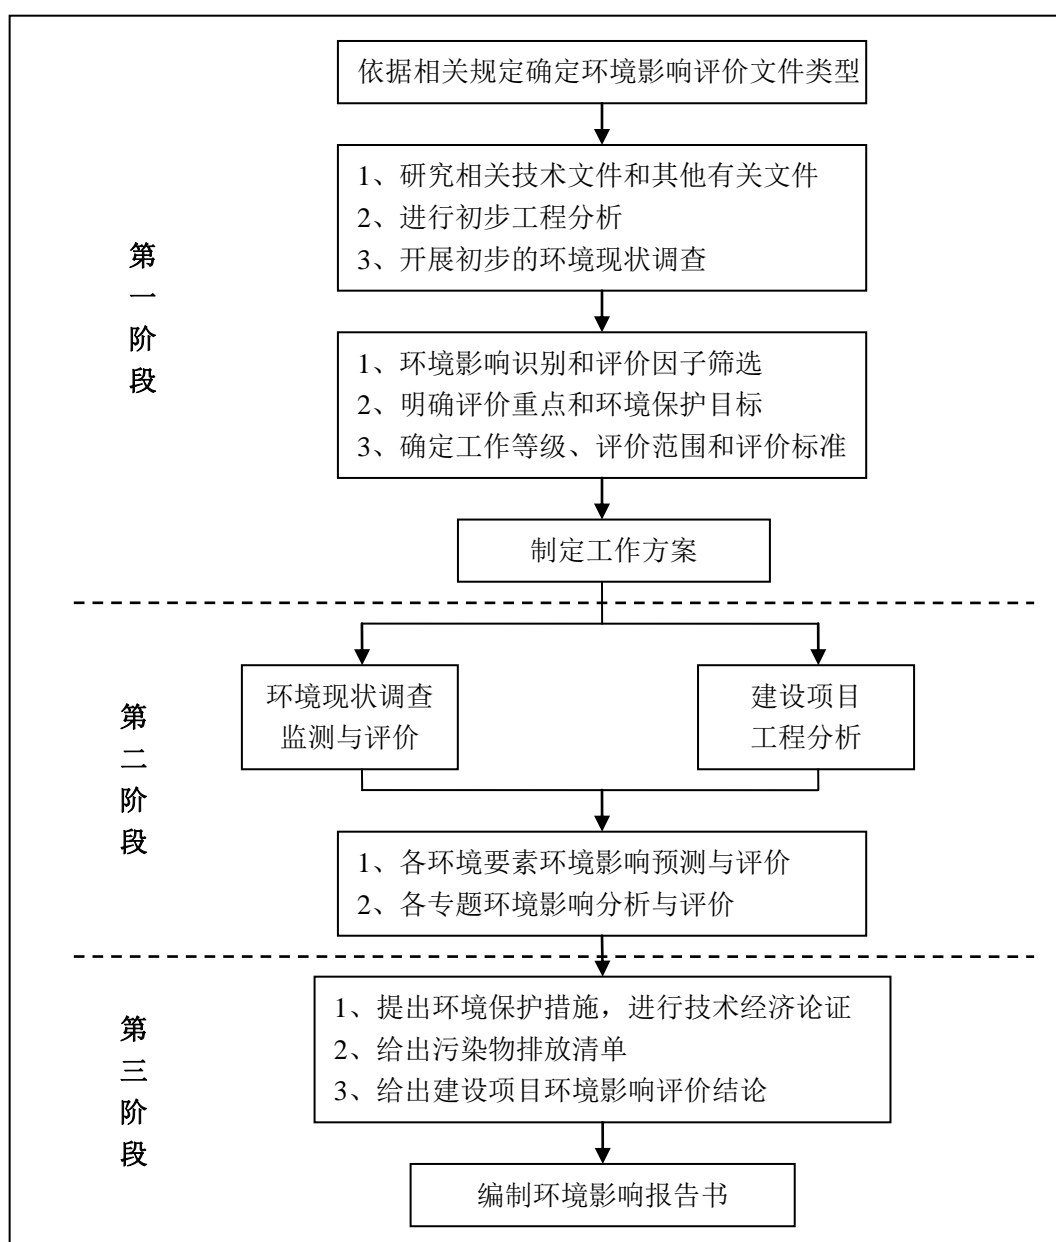 依据相关规定确定环境影响评价文件类型
1、研究相关技术文件和其他有关文件
2、进行初步工程分析
3、开展初步的环境现状调查
第一阶段
1、环境影响识别和评价因子筛选
2、明确评价重点和环境保护目标
3、确定工作等级、评价范围和评价标准
制定工作方案
第二阶段
环境现状调查
监测与评价
建设项目
工程分析
1、各环境要素环境影响预测与评价
2、各专题环境影响分析与评价
第三阶段
1、提出环境保护措施，进行技术经济论证
2、给出污染物排放清单
3、给出建设项目环境影响评价结论
编制环境影响报告书